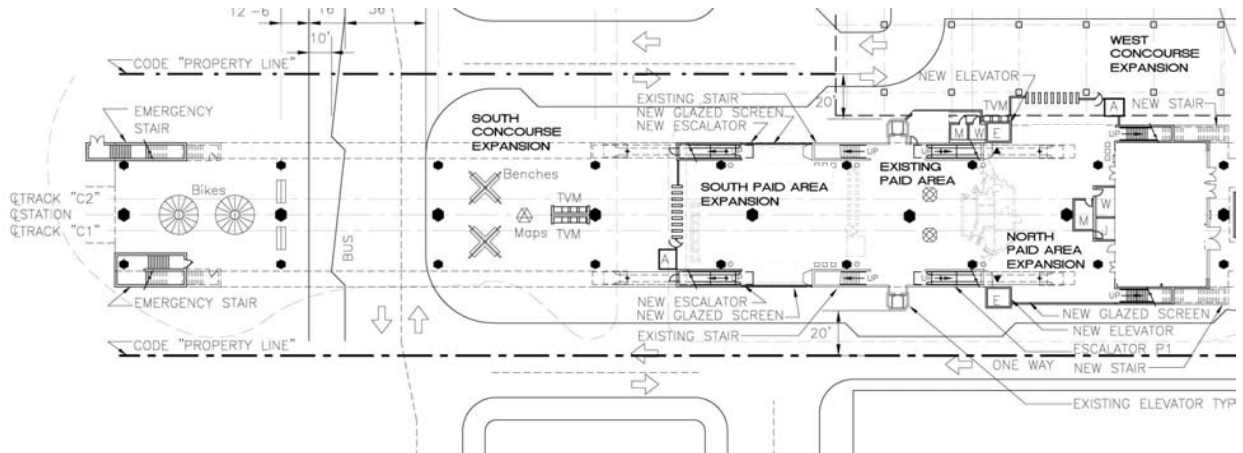 12'-6
16'
10'
CODE "PROPERTY LINE"
EMERGENCY
STAIR
SOUTH
CONCOURSE
EXPANSION
EXISTING STAIR
NEW GLAZED SCREEN
NEW ESCALATOR
20'
NEW ELEVATOR
WEST
CONCOURSE
EXPANSION
TVM
A
NEW STAIR
M
W
E
UP
UP
UP
UP
Benches
Bikes
TVM
TVM
Maps
SOUTH PAID AREA
EXPANSION
EXISTING
PAID AREA
W
M
J
NORTH
PAID AREA
EXPANSION
℄TRACK "C2"
℄STATION
℄TRACK "C1"
BUS
A
UP
UP
UP
E
EMERGENCY STAIR
NEW ESCALATOR
NEW GLAZED SCREEN
EXISTING STAIR
20'
NEW GLAZED SCREEN
NEW ELEVATOR
ESCALATOR P1
NEW STAIR
CODE "PROPERTY LINE"
ONE WAY
EXISTING ELEVATOR TYP